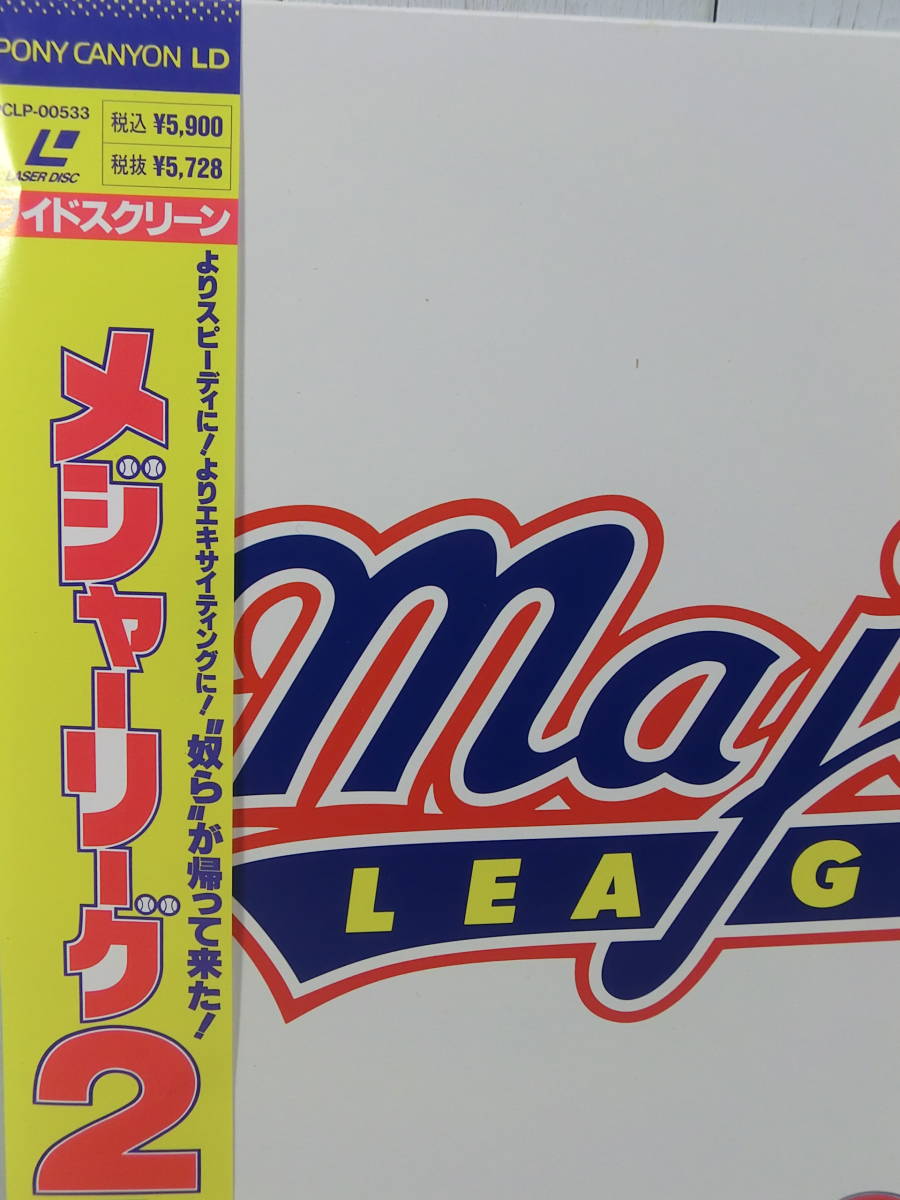 PONY CANYON LD
PCLP-00533
税込 ¥5,900
税抜 ¥5,728
LASER DISC
ワイドスクリーン
よりスピーディに!よりエキサイティングに!"奴ら"が帰って来た!
メジャーリーグ2
Maj
LEAG